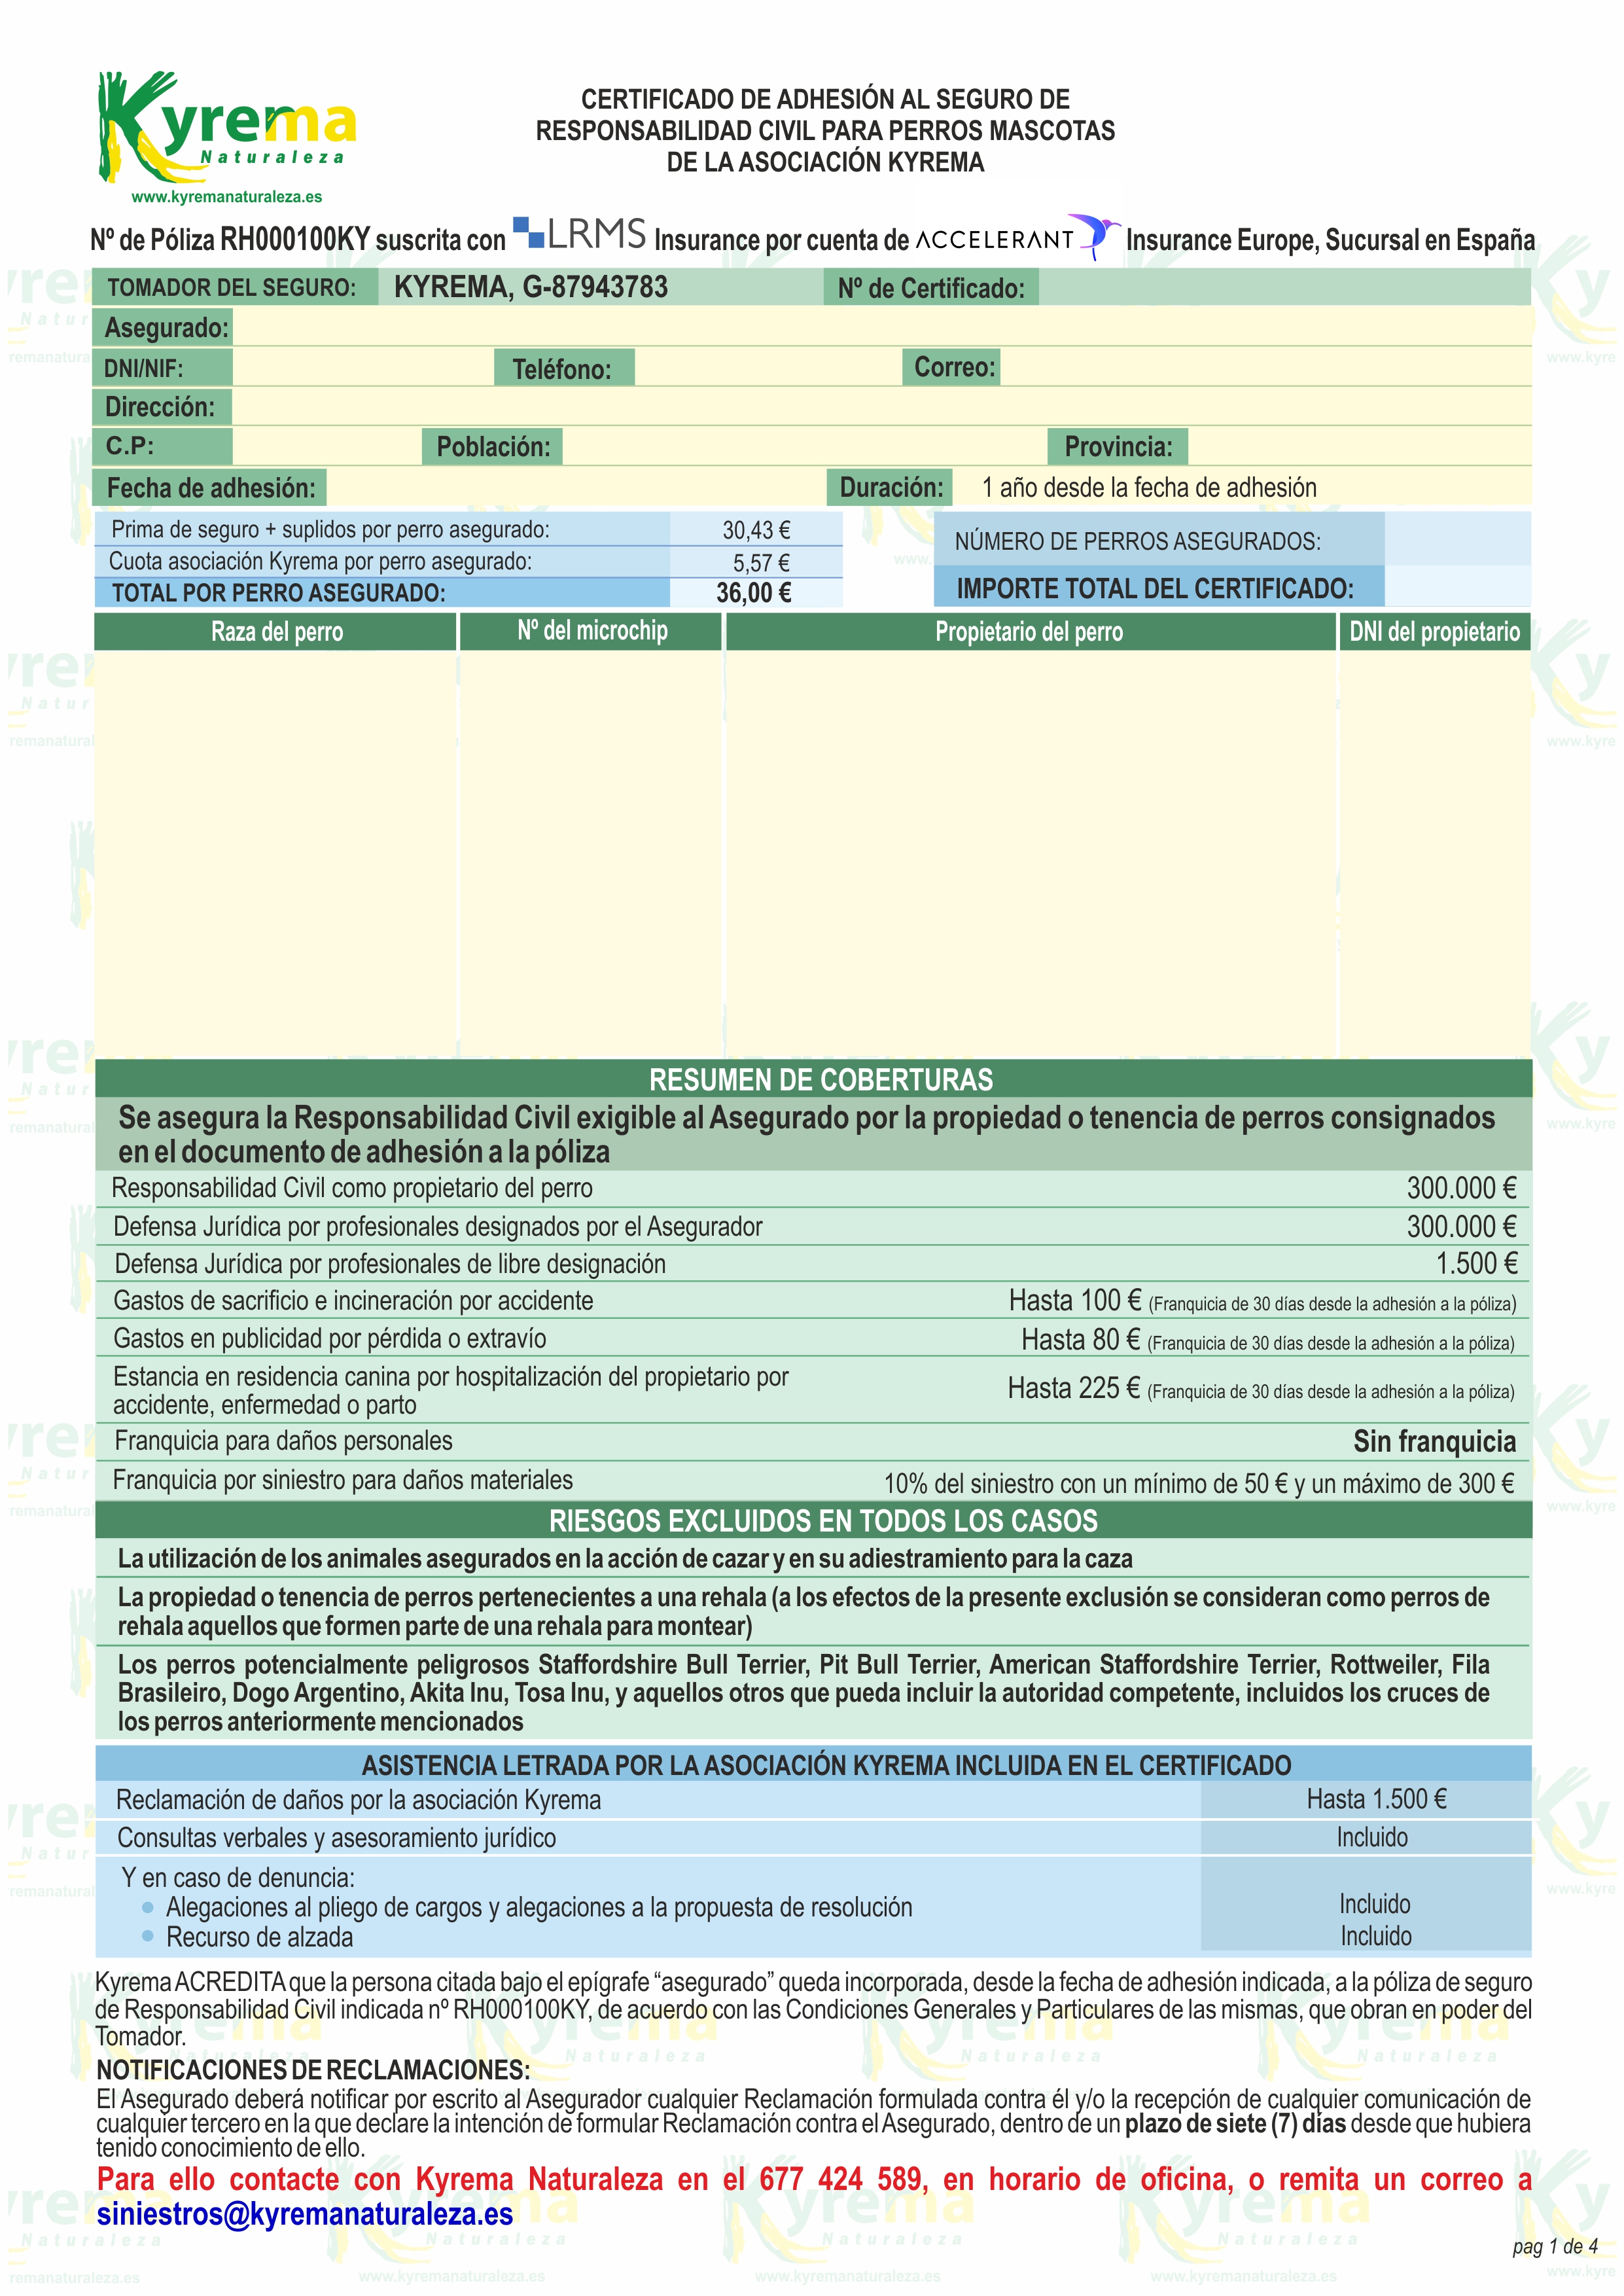 Kyrema
Naturaleza
www.kyremanaturaleza.es
CERTIFICADO DE ADHESIÓN AL SEGURO DE
RESPONSABILIDAD CIVIL PARA PERROS MASCOTAS
DE LA ASOCIACIÓN KYREMA
Nº de Póliza RH000100KY suscrita con LRMS Insurance por cuenta de ACCELERANT Insurance Europe, Sucursal en España
TOMADOR DEL SEGURO: KYREMA, G-87943783 Nº de Certificado:
Asegurado:
DNI/NIF: Teléfono: Correo:
Dirección:
C.P: Población: Provincia:
Fecha de adhesión: Duración: 1 año desde la fecha de adhesión
Prima de seguro + suplidos por perro asegurado: 30,43 €
Cuota asociación Kyrema por perro asegurado: 5,57 €
TOTAL POR PERRO ASEGURADO: 36,00 €
NÚMERO DE PERROS ASEGURADOS:
IMPORTE TOTAL DEL CERTIFICADO:
Raza del perro Nº del microchip Propietario del perro DNI del propietario
RESUMEN DE COBERTURAS
Se asegura la Responsabilidad Civil exigible al Asegurado por la propiedad o tenencia de perros consignados
en el documento de adhesión a la póliza
Responsabilidad Civil como propietario del perro 300.000 €
Defensa Jurídica por profesionales designados por el Asegurador 300.000 €
Defensa Jurídica por profesionales de libre designación 1.500 €
Gastos de sacrificio e incineración por accidente Hasta 100 € (Franquicia de 30 días desde la adhesión a la póliza)
Gastos en publicidad por pérdida o extravío Hasta 80 € (Franquicia de 30 días desde la adhesión a la póliza)
Estancia en residencia canina por hospitalización del propietario por
accidente, enfermedad o parto Hasta 225 € (Franquicia de 30 días desde la adhesión a la póliza)
Franquicia para daños personales Sin franquicia
Franquicia por siniestro para daños materiales 10% del siniestro con un mínimo de 50 € y un máximo de 300 €
RIESGOS EXCLUIDOS EN TODOS LOS CASOS
La utilización de los animales asegurados en la acción de cazar y en su adiestramiento para la caza
La propiedad o tenencia de perros pertenecientes a una rehala (a los efectos de la presente exclusión se consideran como perros de
rehala aquellos que formen parte de una rehala para montear)
Los perros potencialmente peligrosos Staffordshire Bull Terrier, Pit Bull Terrier, American Staffordshire Terrier, Rottweiler, Fila
Brasileiro, Dogo Argentino, Akita Inu, Tosa Inu, y aquellos otros que pueda incluir la autoridad competente, incluidos los cruces de
los perros anteriormente mencionados
ASISTENCIA LETRADA POR LA ASOCIACIÓN KYREMA INCLUIDA EN EL CERTIFICADO
Reclamación de daños por la asociación Kyrema Hasta 1.500 €
Consultas verbales y asesoramiento jurídico Incluido
Y en caso de denuncia:
• Alegaciones al pliego de cargos y alegaciones a la propuesta de resolución Incluido
• Recurso de alzada Incluido
Kyrema ACREDITA que la persona citada bajo el epígrafe “asegurado” queda incorporada, desde la fecha de adhesión indicada, a la póliza de seguro
de Responsabilidad Civil indicada nº RH000100KY, de acuerdo con las Condiciones Generales y Particulares de las mismas, que obran en poder del
Tomador.
NOTIFICACIONES DE RECLAMACIONES:
El Asegurado deberá notificar por escrito al Asegurador cualquier Reclamación formulada contra él y/o la recepción de cualquier comunicación de
cualquier tercero en la que declare la intención de formular Reclamación contra el Asegurado, dentro de un plazo de siete (7) días desde que hubiera
tenido conocimiento de ello.
Para ello contacte con Kyrema Naturaleza en el 677 424 589, en horario de oficina, o remita un correo a
siniestros@kyremanaturaleza.es
pag 1 de 4